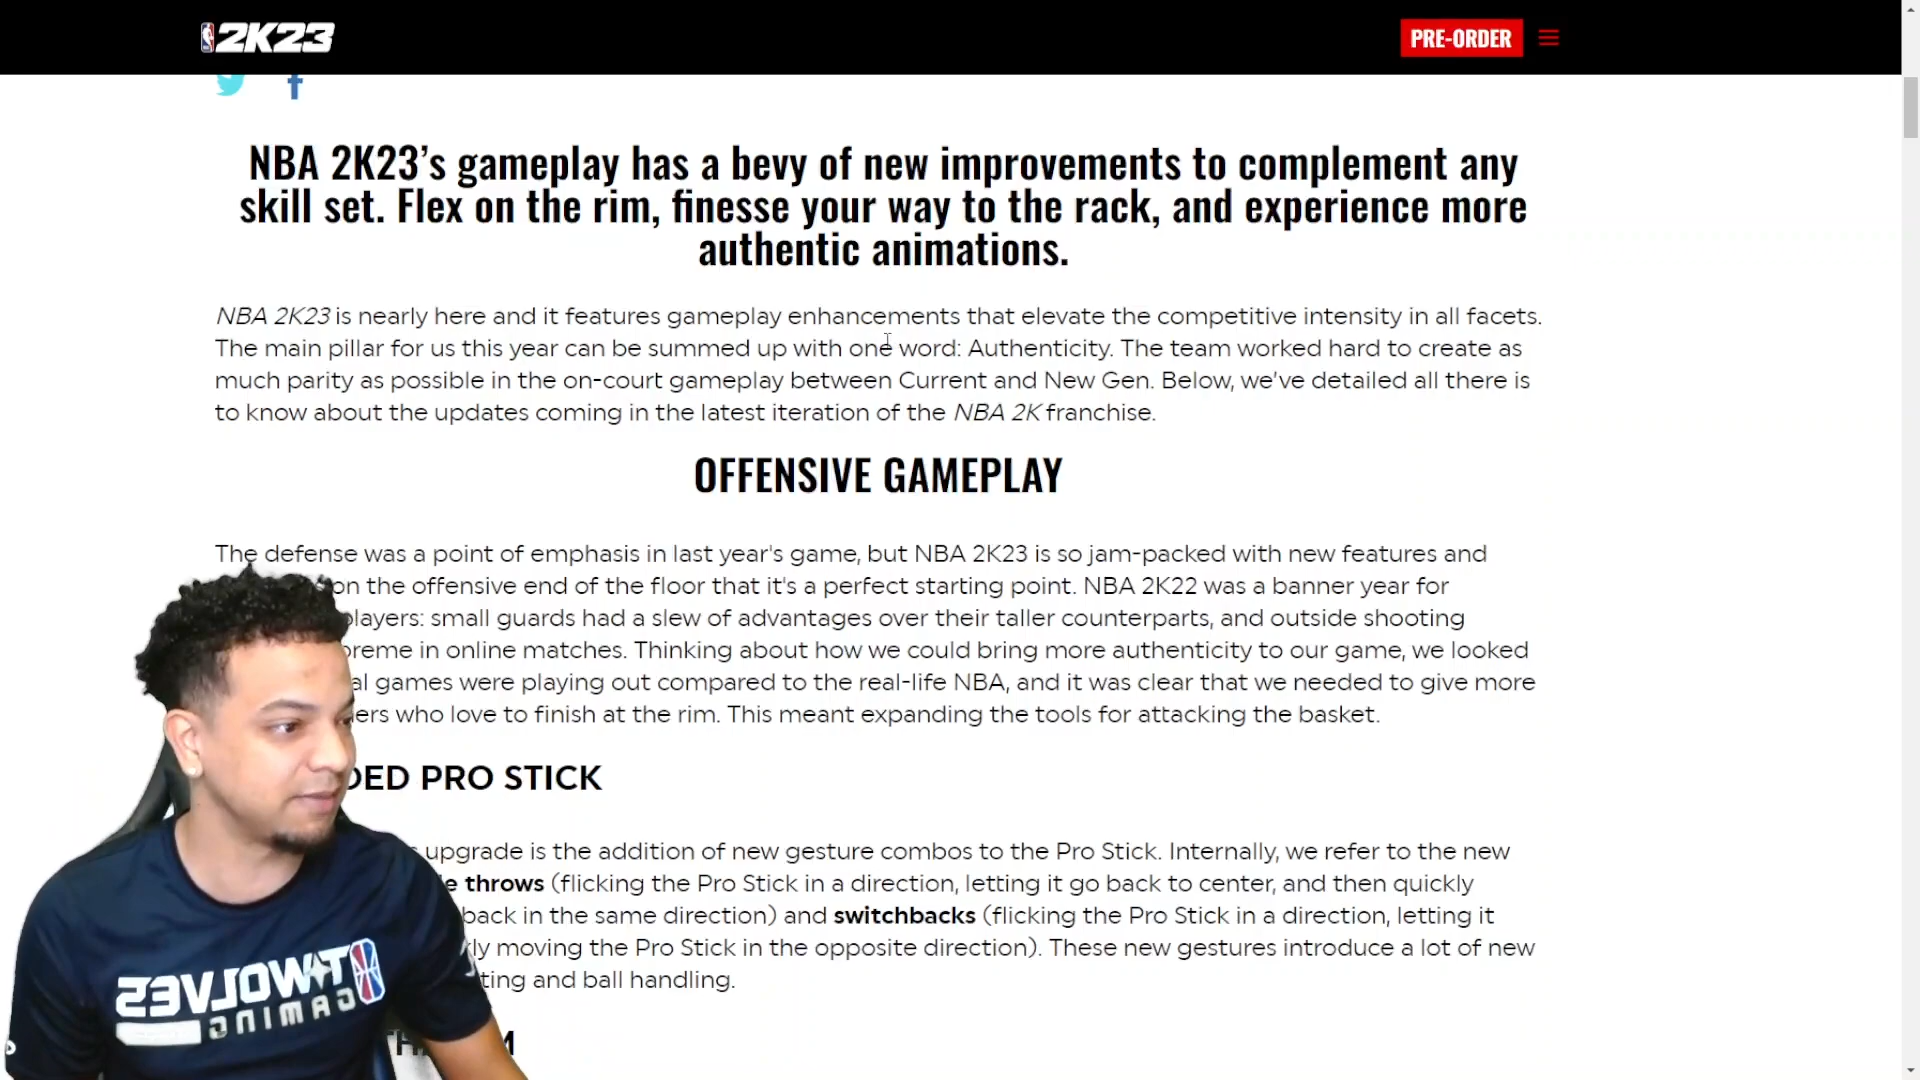 2K23
PRE-ORDER
NBA 2K23’s gameplay has a bevy of new improvements to complement any
skill set. Flex on the rim, finesse your way to the rack, and experience more
authentic animations.
NBA 2K23 is nearly here and it features gameplay enhancements that elevate the competitive intensity in all facets.
The main pillar for us this year can be summed up with one word: Authenticity. The team worked hard to create as
much parity as possible in the on-court gameplay between Current and New Gen. Below, we’ve detailed all there is
to know about the updates coming in the latest iteration of the NBA 2K franchise.
OFFENSIVE GAMEPLAY
The defense was a point of emphasis in last year's game, but NBA 2K23 is so jam-packed with new features and
on the offensive end of the floor that it's a perfect starting point. NBA 2K22 was a banner year for
players: small guards had a slew of advantages over their taller counterparts, and outside shooting
preme in online matches. Thinking about how we could bring more authenticity to our game, we looked
al games were playing out compared to the real-life NBA, and it was clear that we needed to give more
ers who love to finish at the rim. This meant expanding the tools for attacking the basket.
DED PRO STICK
upgrade is the addition of new gesture combos to the Pro Stick. Internally, we refer to the new
e throws (flicking the Pro Stick in a direction, letting it go back to center, and then quickly
back in the same direction) and switchbacks (flicking the Pro Stick in a direction, letting it
ly moving the Pro Stick in the opposite direction). These new gestures introduce a lot of new
ting and ball handling.
TWOLVES
GAMING